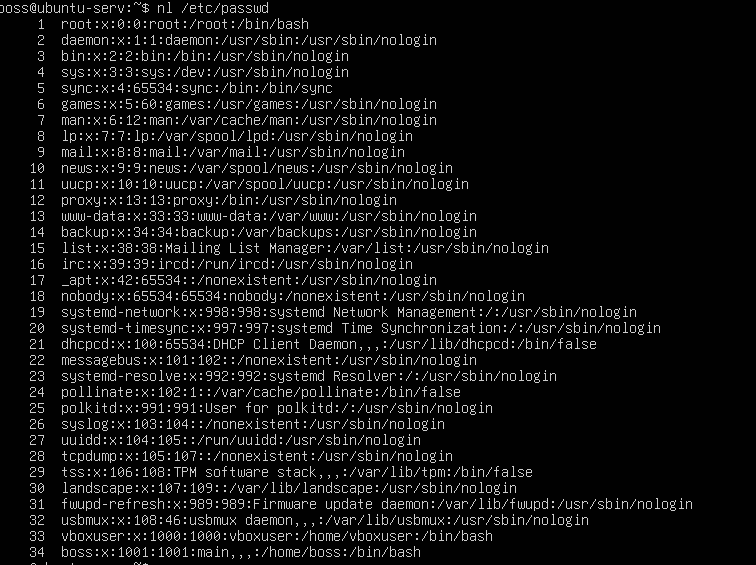 boss@ubuntu-serv:~$ nl /etc/passwd
1 root:x:0:0:root:/root:/bin/bash
2 daemon:x:1:1:daemon:/usr/sbin:/usr/sbin/nologin
3 bin:x:2:2:bin:/bin:/usr/sbin/nologin
4 sys:x:3:3:sys:/dev:/usr/sbin/nologin
5 sync:x:4:65534:sync:/bin:/bin/sync
6 games:x:5:60:games:/usr/games:/usr/sbin/nologin
7 man:x:6:12:man:/var/cache/man:/usr/sbin/nologin
8 lp:x:7:7:lp:/var/spool/lpd:/usr/sbin/nologin
9 mail:x:8:8:mail:/var/mail:/usr/sbin/nologin
10 news:x:9:9:news:/var/spool/news:/usr/sbin/nologin
11 uucp:x:10:10:uucp:/var/spool/uucp:/usr/sbin/nologin
12 proxy:x:13:13:proxy:/bin:/usr/sbin/nologin
13 www-data:x:33:33:www-data:/var/www:/usr/sbin/nologin
14 backup:x:34:34:backup:/var/backups:/usr/sbin/nologin
15 list:x:38:38:Mailing List Manager:/var/list:/usr/sbin/nologin
16 irc:x:39:39:ircd:/run/ircd:/usr/sbin/nologin
17 _apt:x:42:65534::/nonexistent:/usr/sbin/nologin
18 nobody:x:65534:65534:nobody:/nonexistent:/usr/sbin/nologin
19 systemd-network:x:998:998:systemd Network Management:/:/usr/sbin/nologin
20 systemd-timesync:x:997:997:systemd Time Synchronization:/:/usr/sbin/nologin
21 dhcpcd:x:100:65534:DHCP Client Daemon,,,:/usr/lib/dhcpcd:/bin/false
22 messagebus:x:101:102::/nonexistent:/usr/sbin/nologin
23 systemd-resolve:x:992:992:systemd Resolver:/:/usr/sbin/nologin
24 pollinate:x:102:1::/var/cache/pollinate:/bin/false
25 polkitd:x:991:991:User for polkitd:/:/usr/sbin/nologin
26 syslog:x:103:104::/nonexistent:/usr/sbin/nologin
27 uuidd:x:104:105::/run/uuidd:/usr/sbin/nologin
28 tcpdump:x:105:107::/nonexistent:/usr/sbin/nologin
29 tss:x:106:108:TPM software stack,,,:/var/lib/tpm:/bin/false
30 landscape:x:107:109::/var/lib/landscape:/usr/sbin/nologin
31 fwupd-refresh:x:989:989:Firmware update daemon:/var/lib/fwupd:/usr/sbin/nologin
32 usbmux:x:108:46:usbmux daemon,,,:/var/lib/usbmux:/usr/sbin/nologin
33 vboxuser:x:1000:1000:vboxuser:/home/vboxuser:/bin/bash
34 boss:x:1001:1001:main,,,:/home/boss:/bin/bash